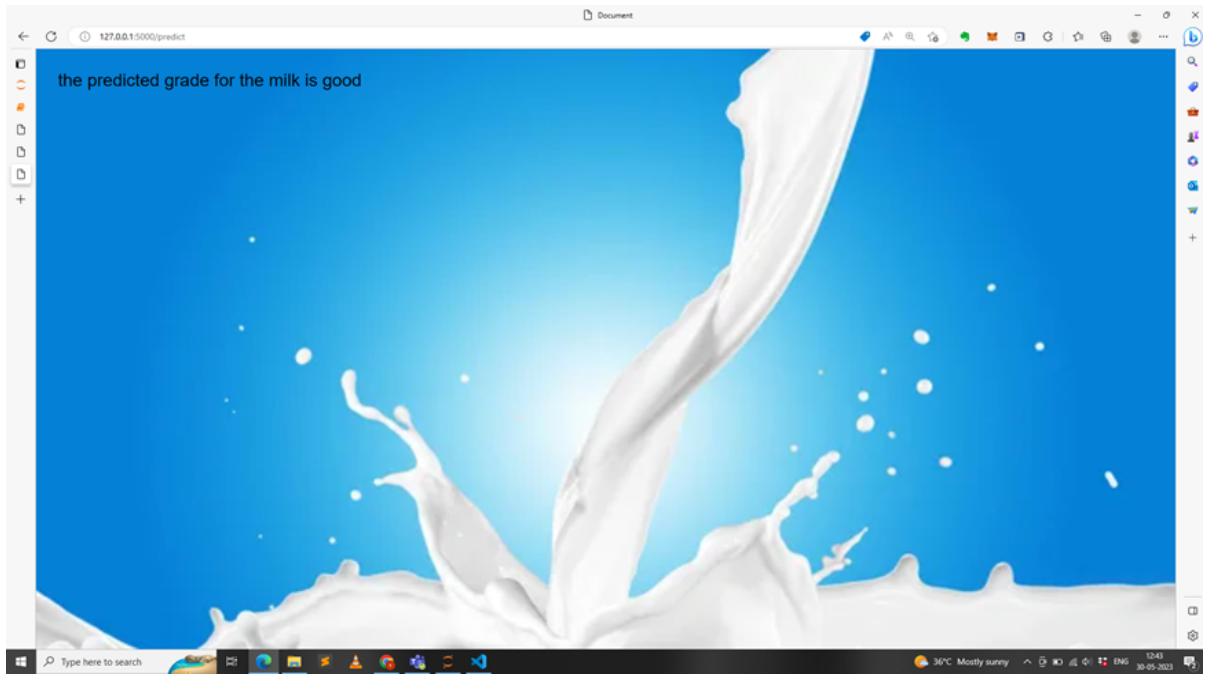 Document
127.0.0.1:5000/predict
the predicted grade for the milk is good
Type here to search
36°C Mostly sunny
ENG
12:43
30-05-2023